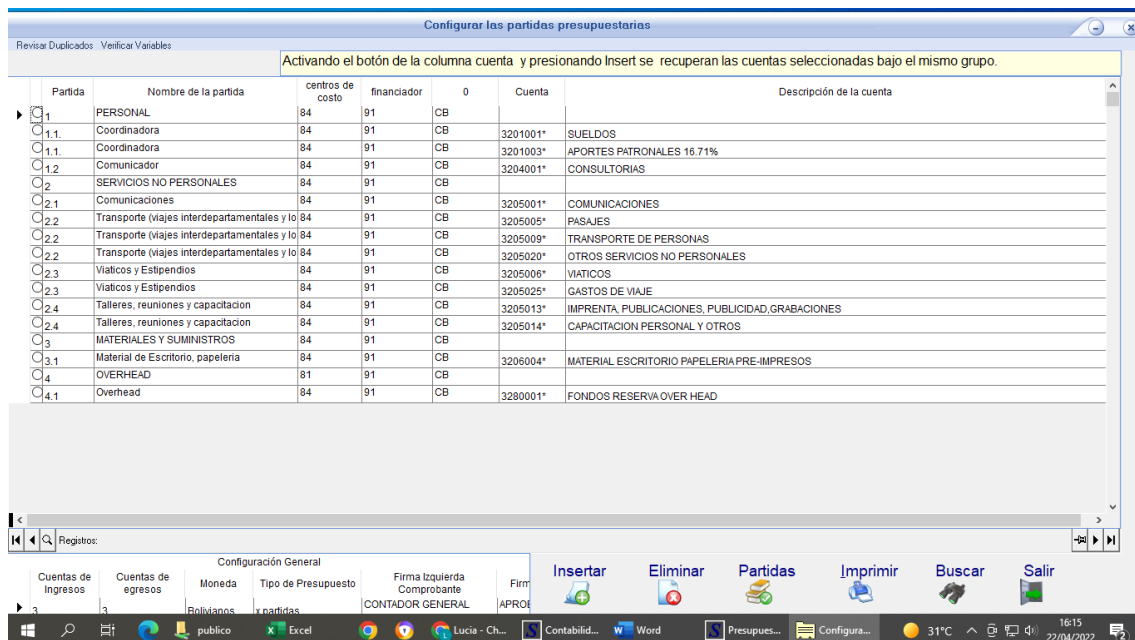 Configurar las partidas presupuestarias
Revisar Duplicados Verificar Variables
Activando el botón de la columna cuenta y presionando Insert se recuperan las cuentas seleccionadas bajo el mismo grupo.
Partida Nombre de la partida centros de costo financiador 0 Cuenta Descripción de la cuenta
1 PERSONAL 84 91 CB
1.1. Coordinadora 84 91 CB 3201001* SUELDOS
1.1. Coordinadora 84 91 CB 3201003* APORTES PATRONALES 16.71%
1.2 Comunicador 84 91 CB 3204001* CONSULTORIAS
2 SERVICIOS NO PERSONALES 84 91 CB
2.1 Comunicaciones 84 91 CB 3205001* COMUNICACIONES
2.2 Transporte (viajes interdepartamentales y lo 84 91 CB 3205005* PASAJES
2.2 Transporte (viajes interdepartamentales y lo 84 91 CB 3205009* TRANSPORTE DE PERSONAS
2.2 Transporte (viajes interdepartamentales y lo 84 91 CB 3205020* OTROS SERVICIOS NO PERSONALES
2.3 Viaticos y Estipendios 84 91 CB 3205006* VIATICOS
2.3 Viaticos y Estipendios 84 91 CB 3205025* GASTOS DE VIAJE
2.4 Talleres, reuniones y capacitacion 84 91 CB 3205013* IMPRENTA, PUBLICACIONES, PUBLICIDAD,GRABACIONES
2.4 Talleres, reuniones y capacitacion 84 91 CB 3205014* CAPACITACION PERSONAL Y OTROS
3 MATERIALES Y SUMINISTROS 84 91 CB
3.1 Material de Escritorio, papeleria 84 91 CB 3206004* MATERIAL ESCRITORIO PAPELERIA PRE-IMPRESOS
4 OVERHEAD 81 91 CB
4.1 Overhead 84 91 CB 3280001* FONDOS RESERVA OVER HEAD
Registros:
Configuración General
Cuentas de Ingresos Cuentas de egresos Moneda Tipo de Presupuesto Firma Izquierda Comprobante Firm
3 3 Bolivianos x partidas CONTADOR GENERAL APROB
Insertar Eliminar Partidas Imprimir Buscar Salir
publico Excel Lucia - Ch... Contabilid... Word Presupues... Configura... 31°C 16:15
22/04/2022